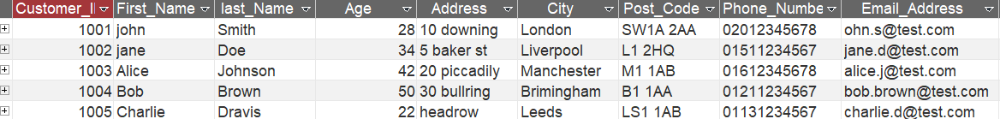 Customer_I First_Name last_Name Age Address City Post_Code Phone_Numbe Email_Address
1001 john Smith 28 10 downing London SW1A 2AA 02012345678 ohn.s@test.com
1002 jane Doe 34 5 baker st Liverpool L1 2HQ 01511234567 jane.d@test.com
1003 Alice Johnson 42 20 piccadily Manchester M1 1AB 01612345678 alice.j@test.com
1004 Bob Brown 50 30 bullring Brimingham B1 1AA 01211234567 bob.brown@test.com
1005 Charlie Dravis 22 headrow Leeds LS1 1AB 01131234567 charlie.d@test.com